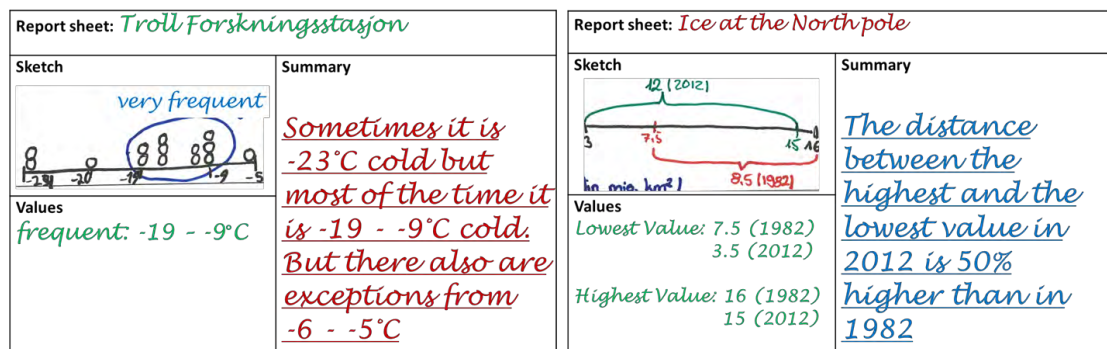 Report sheet: Troll Forskningsstasjon
Sketch
very frequent
-20
-19
-9
-5
Values
frequent: -19 - -9°C
Summary
Sometimes it is
-23°C cold but
most of the time it
is -19 - -9°C cold.
But there also are
exceptions from
-6 - -5°C
Report sheet: Ice at the North pole
Sketch
12 (2012)
3
7.5
15
16
8.5 (1982)
mio. km²)
Values
Lowest Value: 7.5 (1982)
3.5 (2012)
Highest Value: 16 (1982)
15 (2012)
Summary
The distance
between the
highest and the
lowest value in
2012 is 50%
higher than in
1982